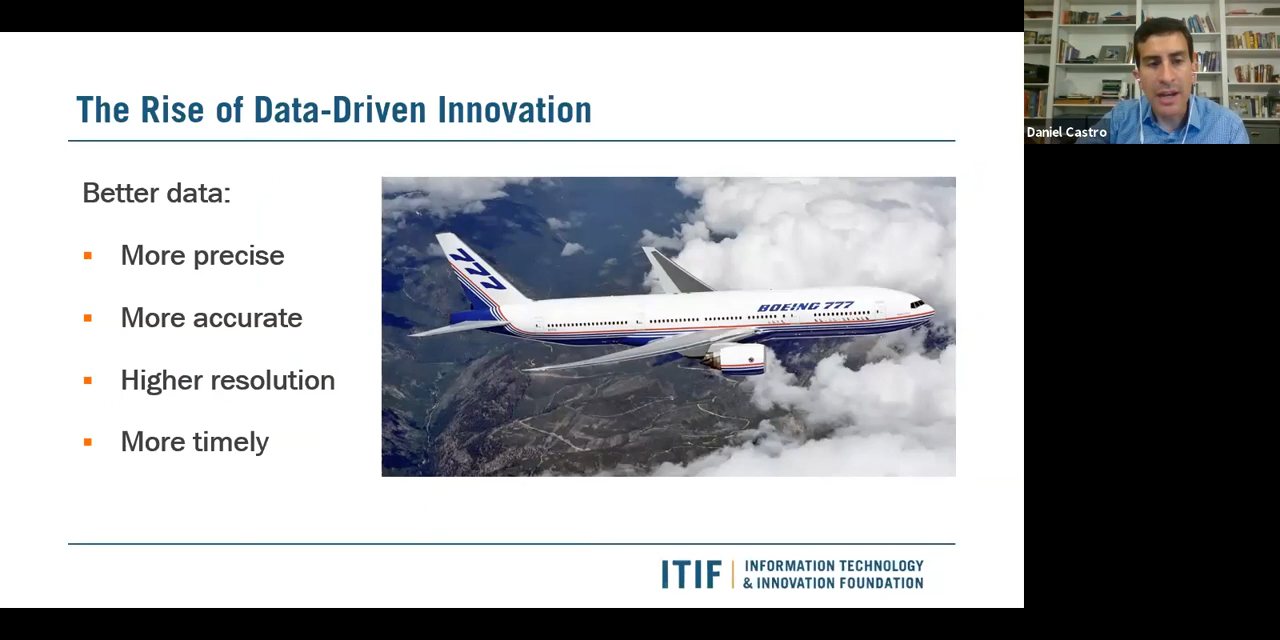 The Rise of Data-Driven Innovation
Better data:
More precise
More accurate
Higher resolution
More timely
777
BOEING 777
ITIF
INFORMATION TECHNOLOGY
& INNOVATION FOUNDATION
Daniel Castro